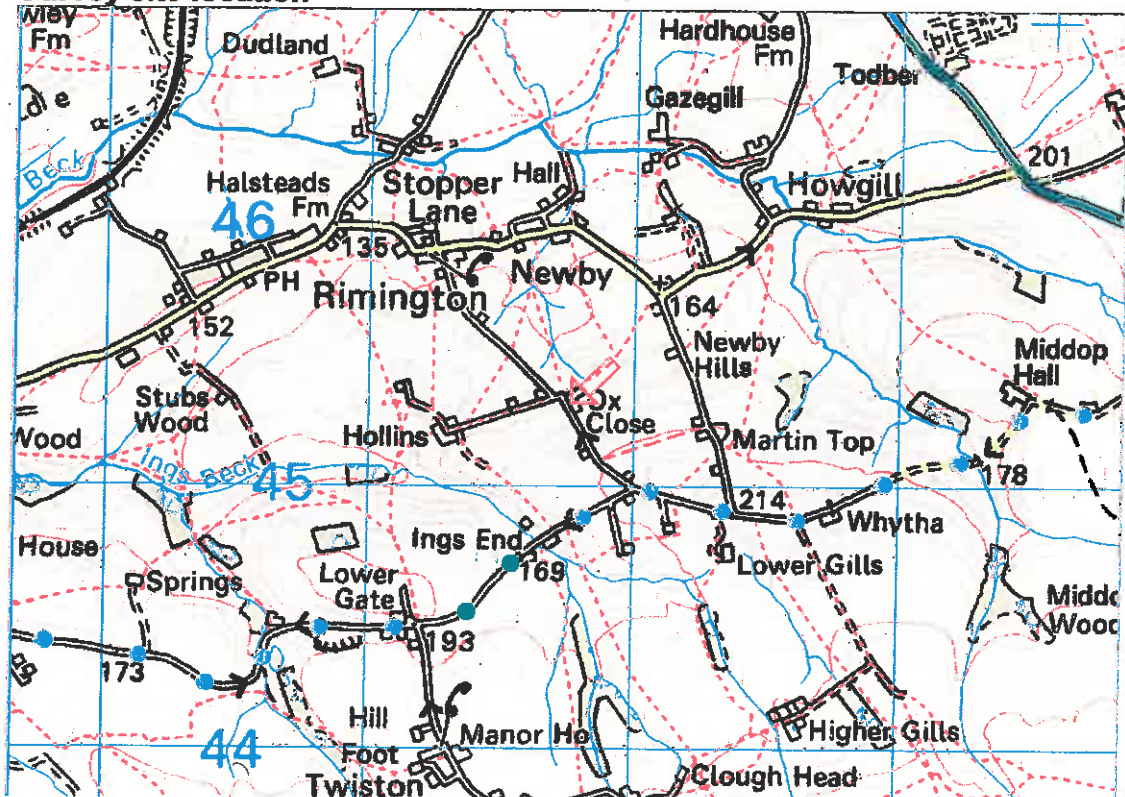 Fm
Dudland
Hardhouse
Fm
Todber
Gazegill
Beck
201
Hall
Howgill
Halsteads
Fm
Stopper
Lane
46
135
PH
Newby
Rimington
164
152
Newby
Hills
Middop
Hall
Stubs
Wood
Close
Wood
Hollins
Martin Top
Ings Beck
45
178
214
Whytha
House
Ings End
169
Lower Gills
Springs
Lower
Gate
193
173
Hill
Foot
Manor Ho
Higher Gills
44
Twiston
Clough Head